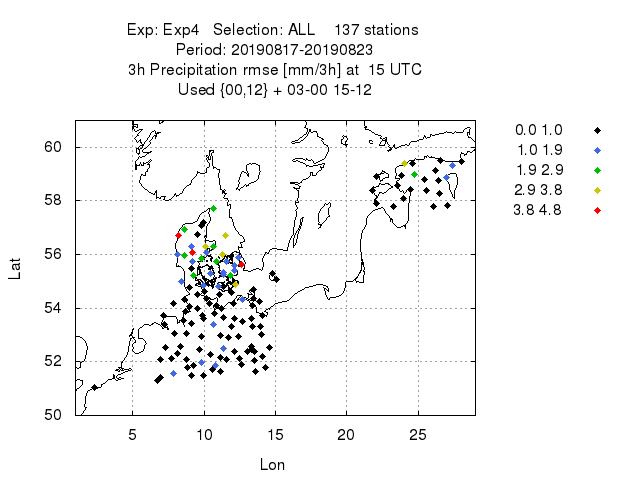 Exp: Exp4 Selection: ALL 137 stations
Period: 20190817-20190823
3h Precipitation rmse [mm/3h] at 15 UTC
Used {00,12} + 03-00 15-12
0.0 1.0
1.0 1.9
1.9 2.9
2.9 3.8
3.8 4.8
60
58
56
54
52
50
Lat
5 10 15 20 25
Lon